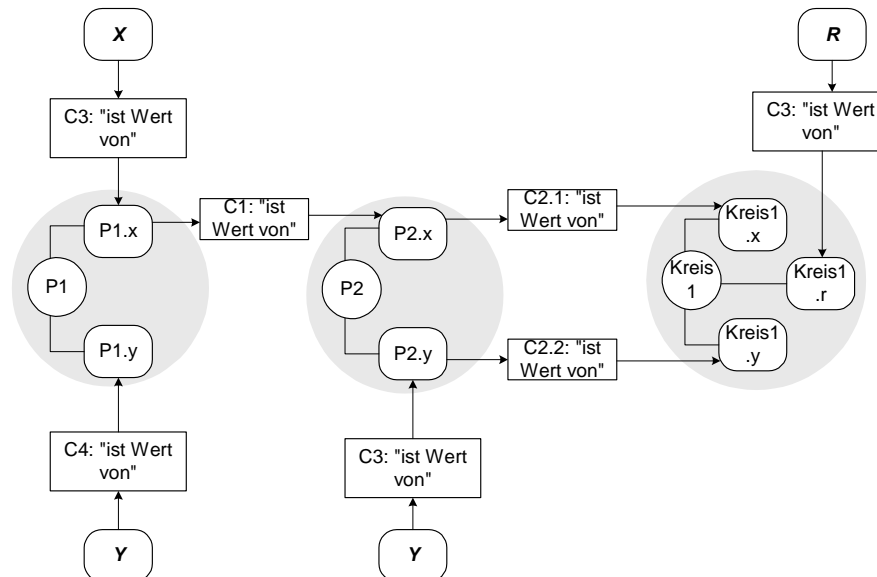 X
R
C3: "ist Wert
von"
C3: "ist Wert
von"
P1.x
C1: "ist
Wert von"
P2.x
C2.1: "ist
Wert von"
Kreis1
.x
P1
P2
Kreis
1
Kreis1
.r
P1.y
P2.y
C2.2: "ist
Wert von"
Kreis1
.y
C4: "ist Wert
von"
C3: "ist Wert
von"
Y
Y